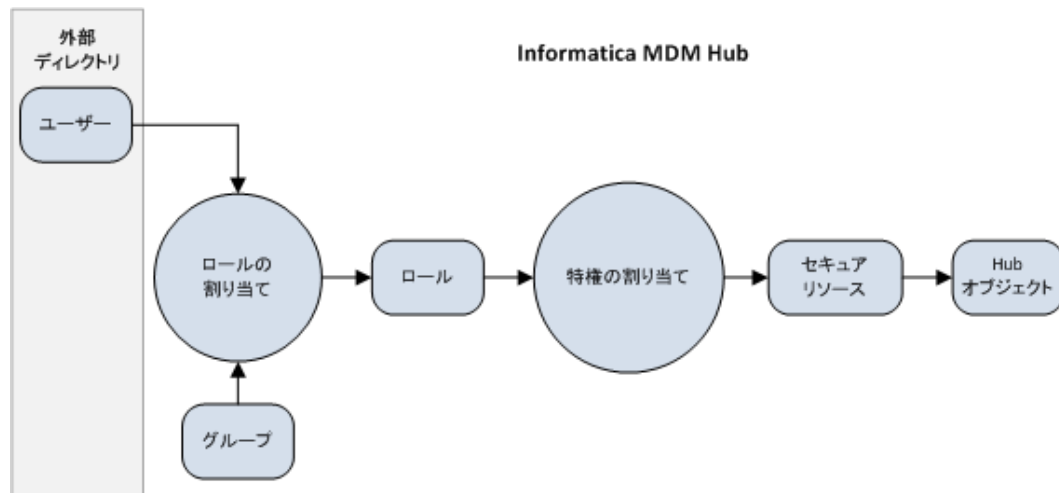 外部
ディレクトリ
Informatica MDM Hub
ユーザー
ロールの
割り当て
ロール
特権の割り当て
セキュア
リソース
Hub
オブジェクト
グループ